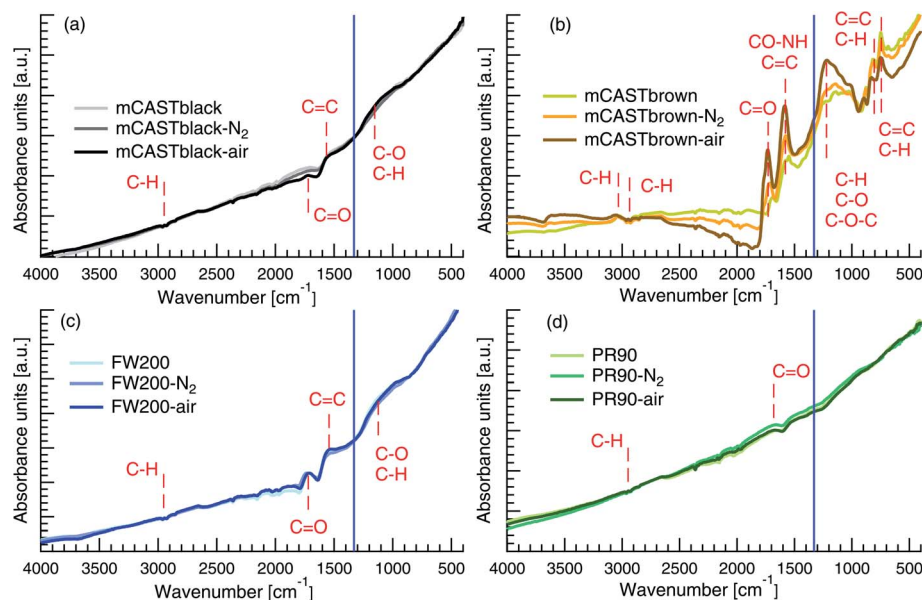 (a)
Absorbance units [a.u.]
mCASTblack
mCASTblack-N2
mCASTblack-air
C-H
C=C
C=O
C-O
C-H
4000 3500 3000 2500 2000 1500 1000 500
Wavenumber [cm-1]
(b)
Absorbance units [a.u.]
mCASTbrown
mCASTbrown-N2
mCASTbrown-air
C-H
C-H
C=O
CO-NH
C=C
C=C
C-H
C=C
C-H
C-H
C-O
C-O-C
4000 3500 3000 2500 2000 1500 1000 500
Wavenumber [cm-1]
(c)
Absorbance units [a.u.]
FW200
FW200-N2
FW200-air
C-H
C=C
C=O
C-O
C-H
4000 3500 3000 2500 2000 1500 1000 500
Wavenumber [cm-1]
(d)
Absorbance units [a.u.]
PR90
PR90-N2
PR90-air
C-H
C=O
4000 3500 3000 2500 2000 1500 1000 500
Wavenumber [cm-1]